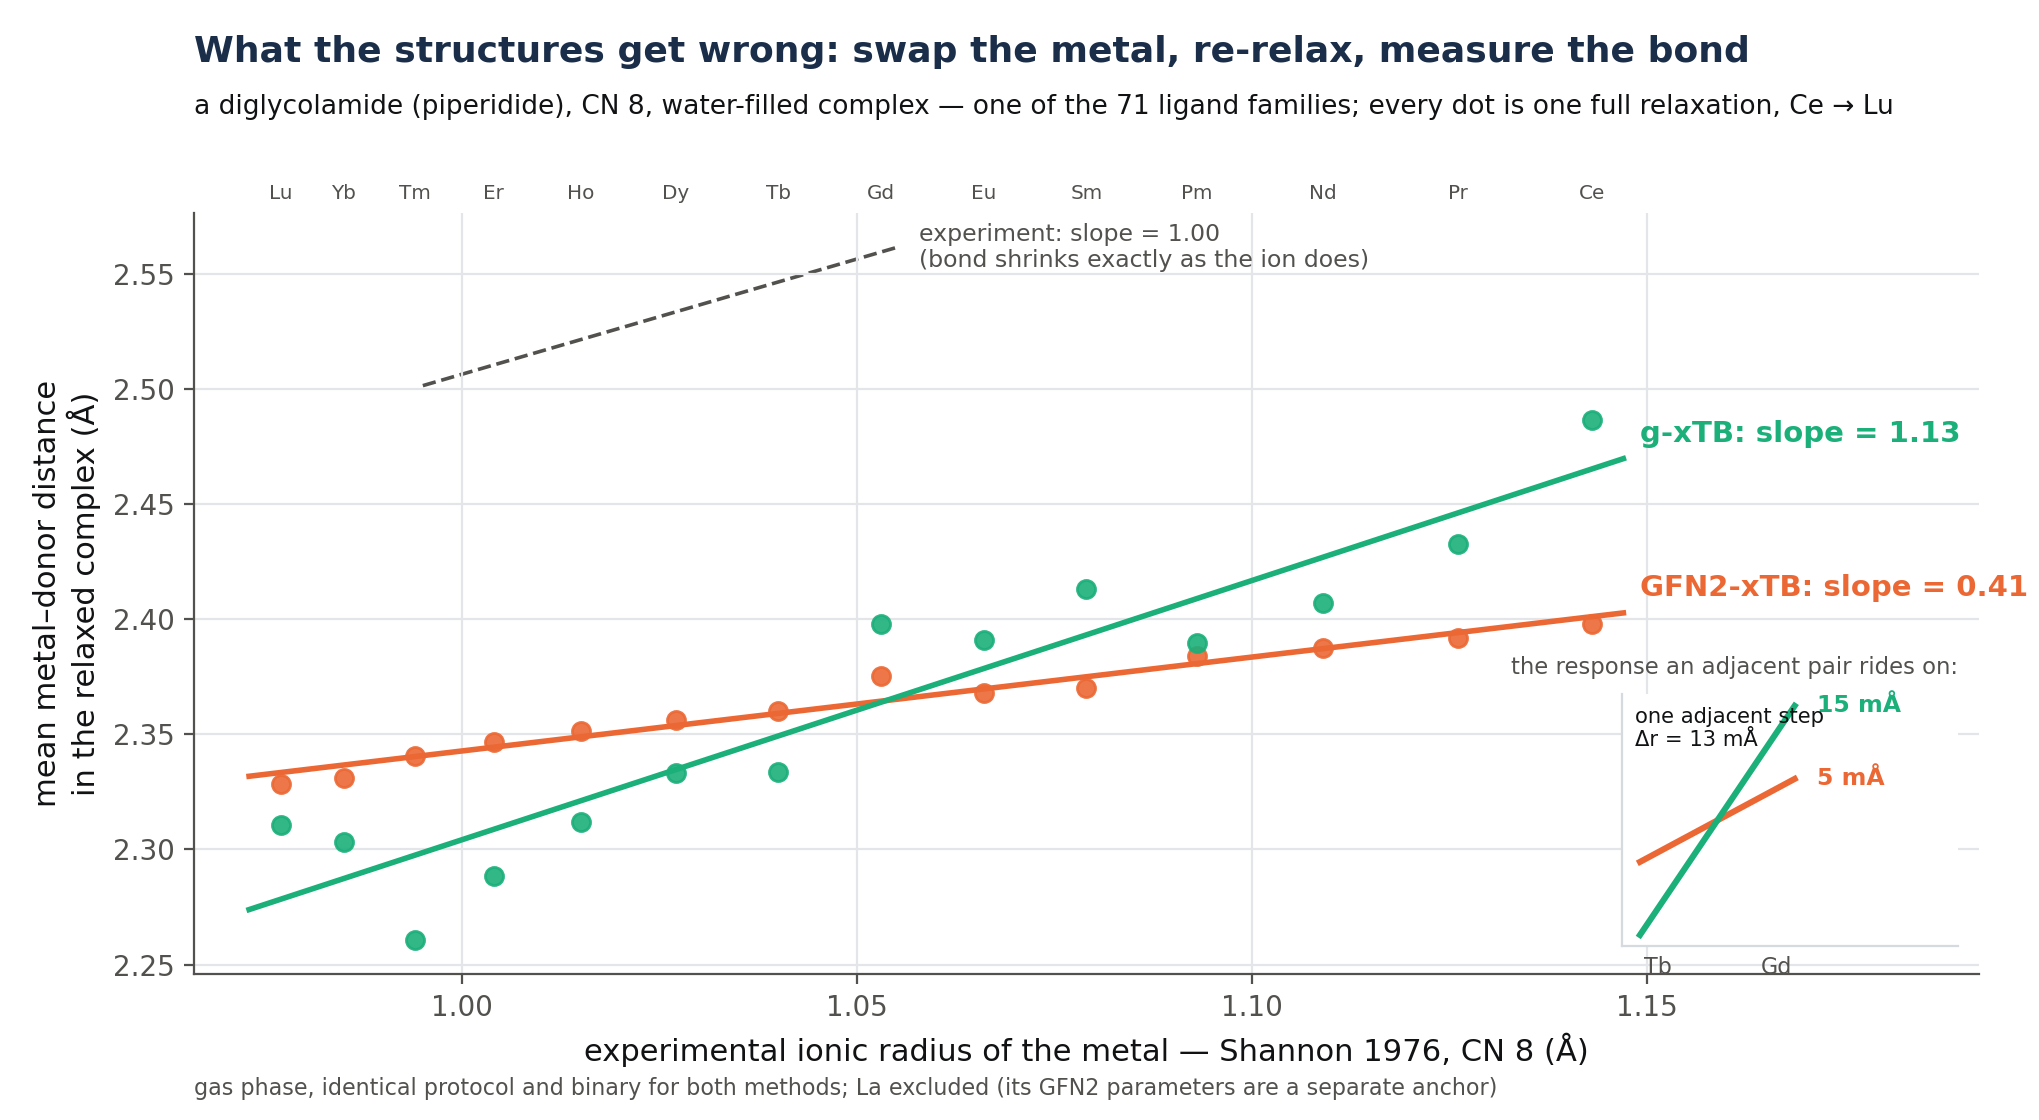 What the structures get wrong: swap the metal, re-relax, measure the bond
a diglycolamide (piperidide), CN 8, water-filled complex — one of the 71 ligand families; every dot is one full relaxation, Ce → Lu
Lu Yb Tm Er Ho Dy Tb Gd Eu Sm Pm Nd Pr Ce
experiment: slope = 1.00
(bond shrinks exactly as the ion does)
2.55
2.50
2.45
2.40
2.35
2.30
2.25
mean metal–donor distance
in the relaxed complex (Å)
g-xTB: slope = 1.13
GFN2-xTB: slope = 0.41
the response an adjacent pair rides on:
one adjacent step
Δr = 13 mÅ
15 mÅ
5 mÅ
Tb Gd
1.00 1.05 1.10 1.15
experimental ionic radius of the metal — Shannon 1976, CN 8 (Å)
gas phase, identical protocol and binary for both methods; La excluded (its GFN2 parameters are a separate anchor)